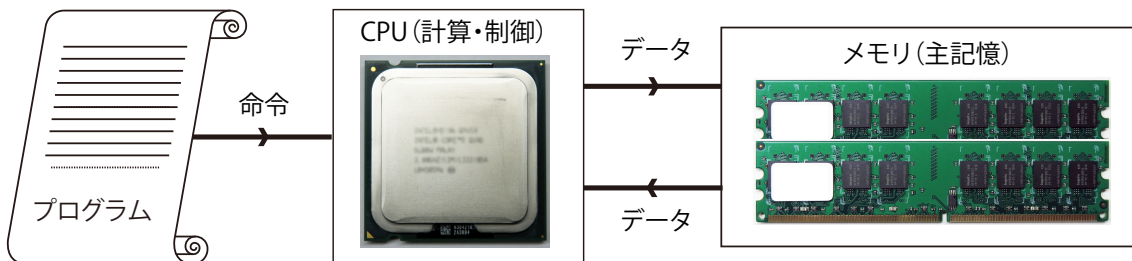 プログラム
命令
CPU（計算・制御）
データ
データ
メモリ（主記憶）